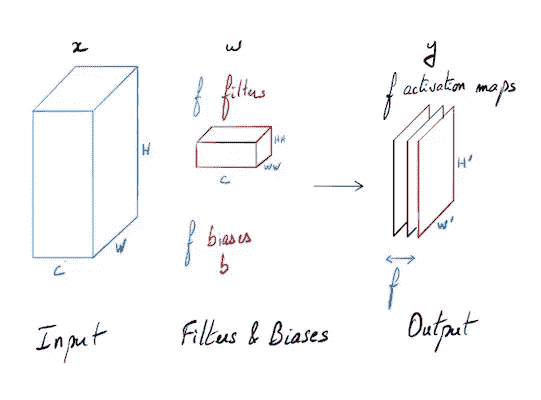 x
w
y
f filters
f activation maps
H
HH
WW
C
H'
W
W'
C
f biases
b
f
Input
Filters & Biases
Output